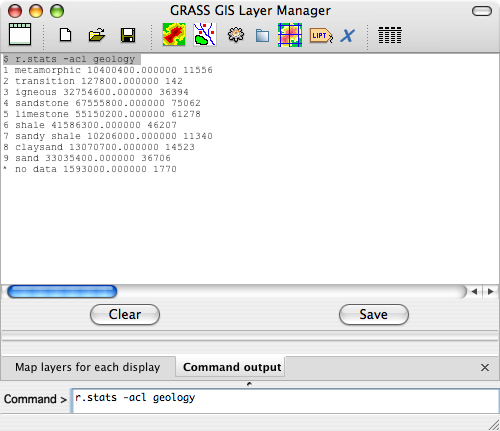 GRASS GIS Layer Manager
LIPT
$ r.stats -acl geology
1 metamorphic 10400400.000000 11556
2 transition 127800.000000 142
3 igneous 32754600.000000 36394
4 sandstone 67555800.000000 75062
5 limestone 55150200.000000 61278
6 shale 41586300.000000 46207
7 sandy shale 10206000.000000 11340
8 claysand 13070700.000000 14523
9 sand 33035400.000000 36706
* no data 1593000.000000 1770
Clear Save
Map layers for each display Command output
Command > r.stats -acl geology